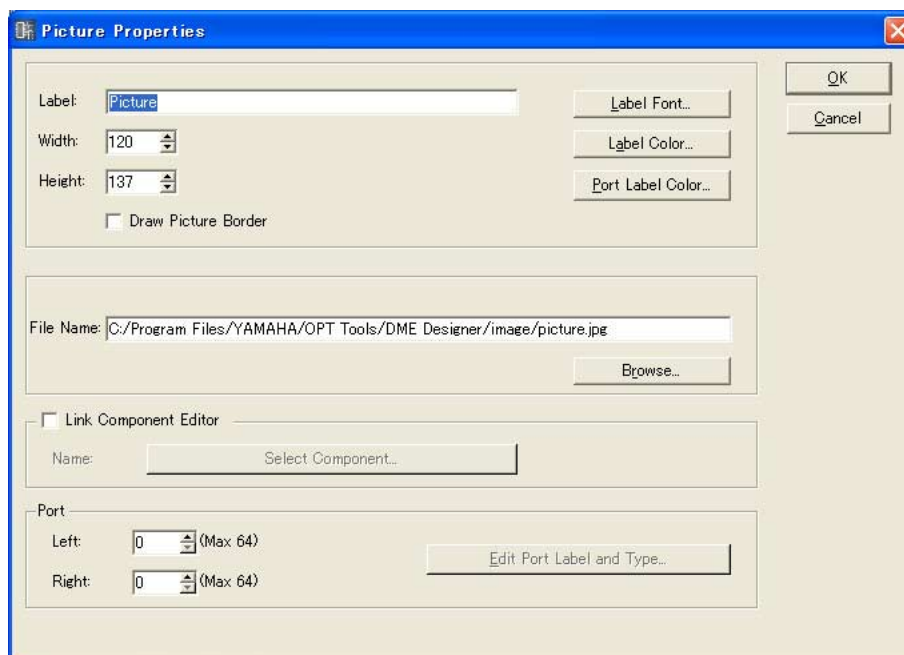 Picture Properties
OK
Cancel
Label: Picture
Label Font...
Width: 120
Label Color...
Height: 137
Port Label Color...
Draw Picture Border
File Name: C:/Program Files/YAMAHA/OPT Tools/DME Designer/image/picture.jpg
Browse...
Link Component Editor
Name: Select Component...
Port
Left: 0 (Max 64)
Edit Port Label and Type...
Right: 0 (Max 64)